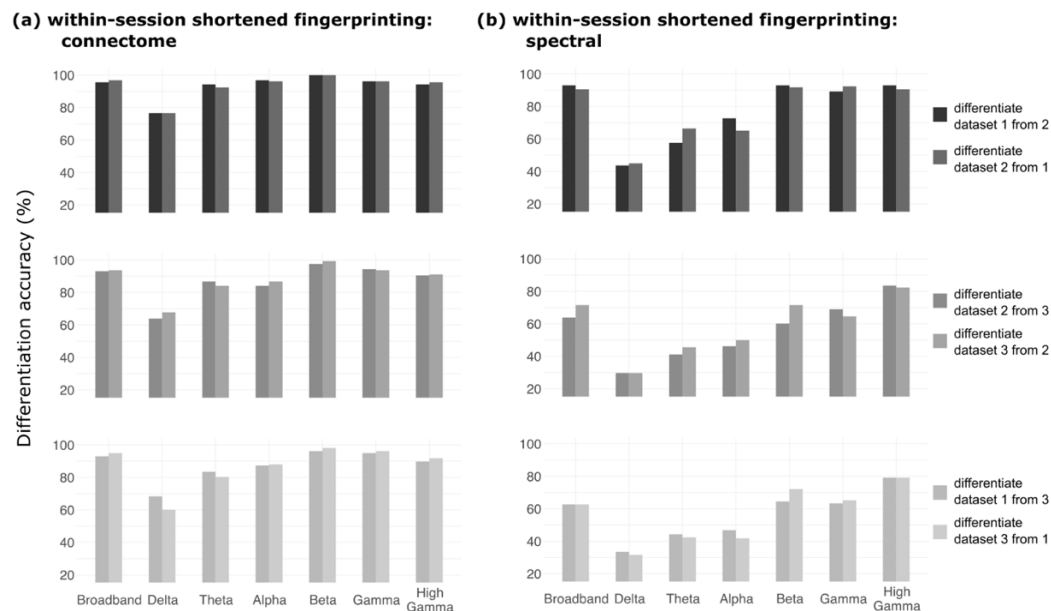 (a) within-session shortened fingerprinting:
connectome
(b) within-session shortened fingerprinting:
spectral
Differentiation accuracy (%)
100
80
60
40
20
100
80
60
40
20
100
80
60
40
20
Broadband Delta Theta Alpha Beta Gamma High
Gamma
100
80
60
40
20
100
80
60
40
20
100
80
60
40
20
Broadband Delta Theta Alpha Beta Gamma High
Gamma
differentiate
dataset 1 from 2
differentiate
dataset 2 from 1
differentiate
dataset 2 from 3
differentiate
dataset 3 from 2
differentiate
dataset 1 from 3
differentiate
dataset 3 from 1